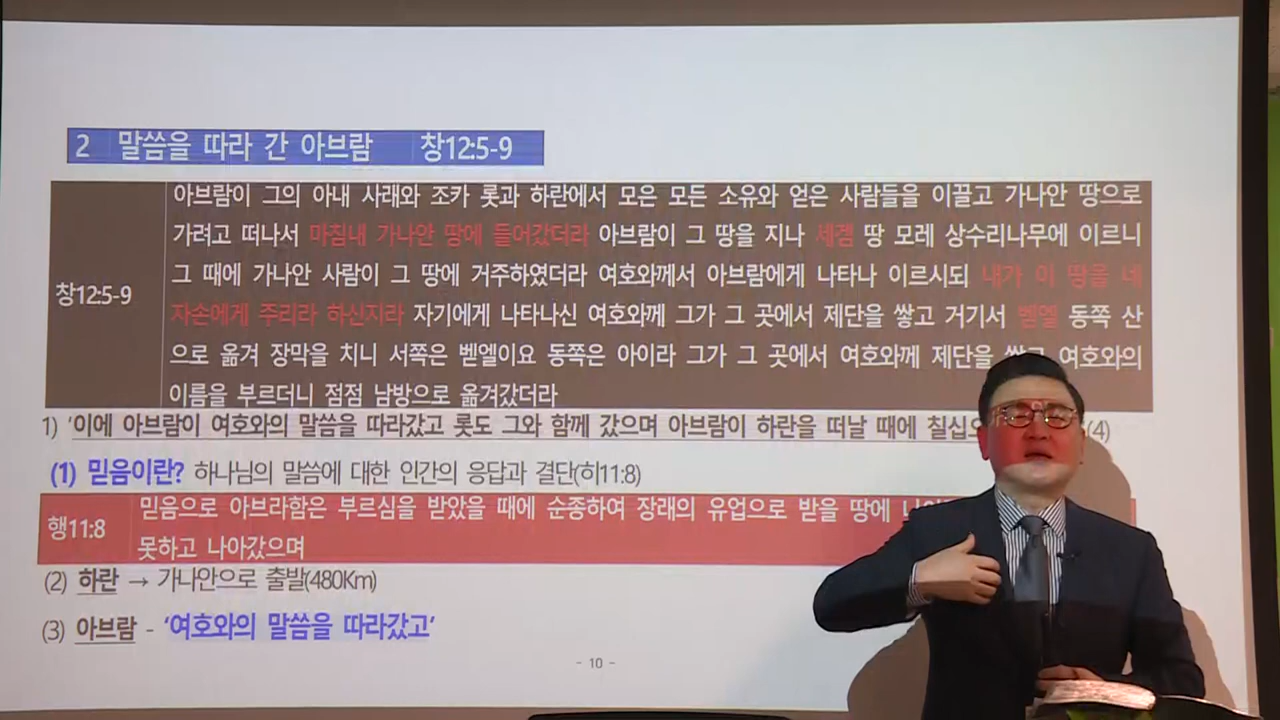 2 말씀을 따라 간 아브람 창12:5-9
창12:5-9
아브람이 그의 아내 사래와 조카 롯과 하란에서 모은 모든 소유와 얻은 사람들을 이끌고 가나안 땅으로
가려고 떠나서 마침내 가나안 땅에 들어갔더라 아브람이 그 땅을 지나 세겜 땅 모레 상수리나무에 이르니
그 때에 가나안 사람이 그 땅에 거주하였더라 여호와께서 아브람에게 나타나 이르시되 내가 이 땅을 네
자손에게 주리라 하신지라 자기에게 나타나신 여호와께 그가 그 곳에서 제단을 쌓고 거기서 벧엘 동쪽 산
으로 옮겨 장막을 치니 서쪽은 벧엘이요 동쪽은 아이라 그가 그 곳에서 여호와께 제단을 쌓고 여호와의
이름을 부르더니 점점 남방으로 옮겨갔더라
1) '이에 아브람이 여호와의 말씀을 따라갔고 롯도 그와 함께 갔으며 아브람이 하란을 떠날 때에 (4)
(1) 믿음이란? 하나님의 말씀에 대한 인간의 응답과 결단(히11:8)
행11:8
믿음으로 아브라함은 부르심을 받았을 때에 순종하여 장래의 유업으로 받을 땅에
못하고 나아갔으며
(2) 하란 → 가나안으로 출발(480Km)
(3) 아브람 - '여호와의 말씀을 따라갔고'
- 10 -